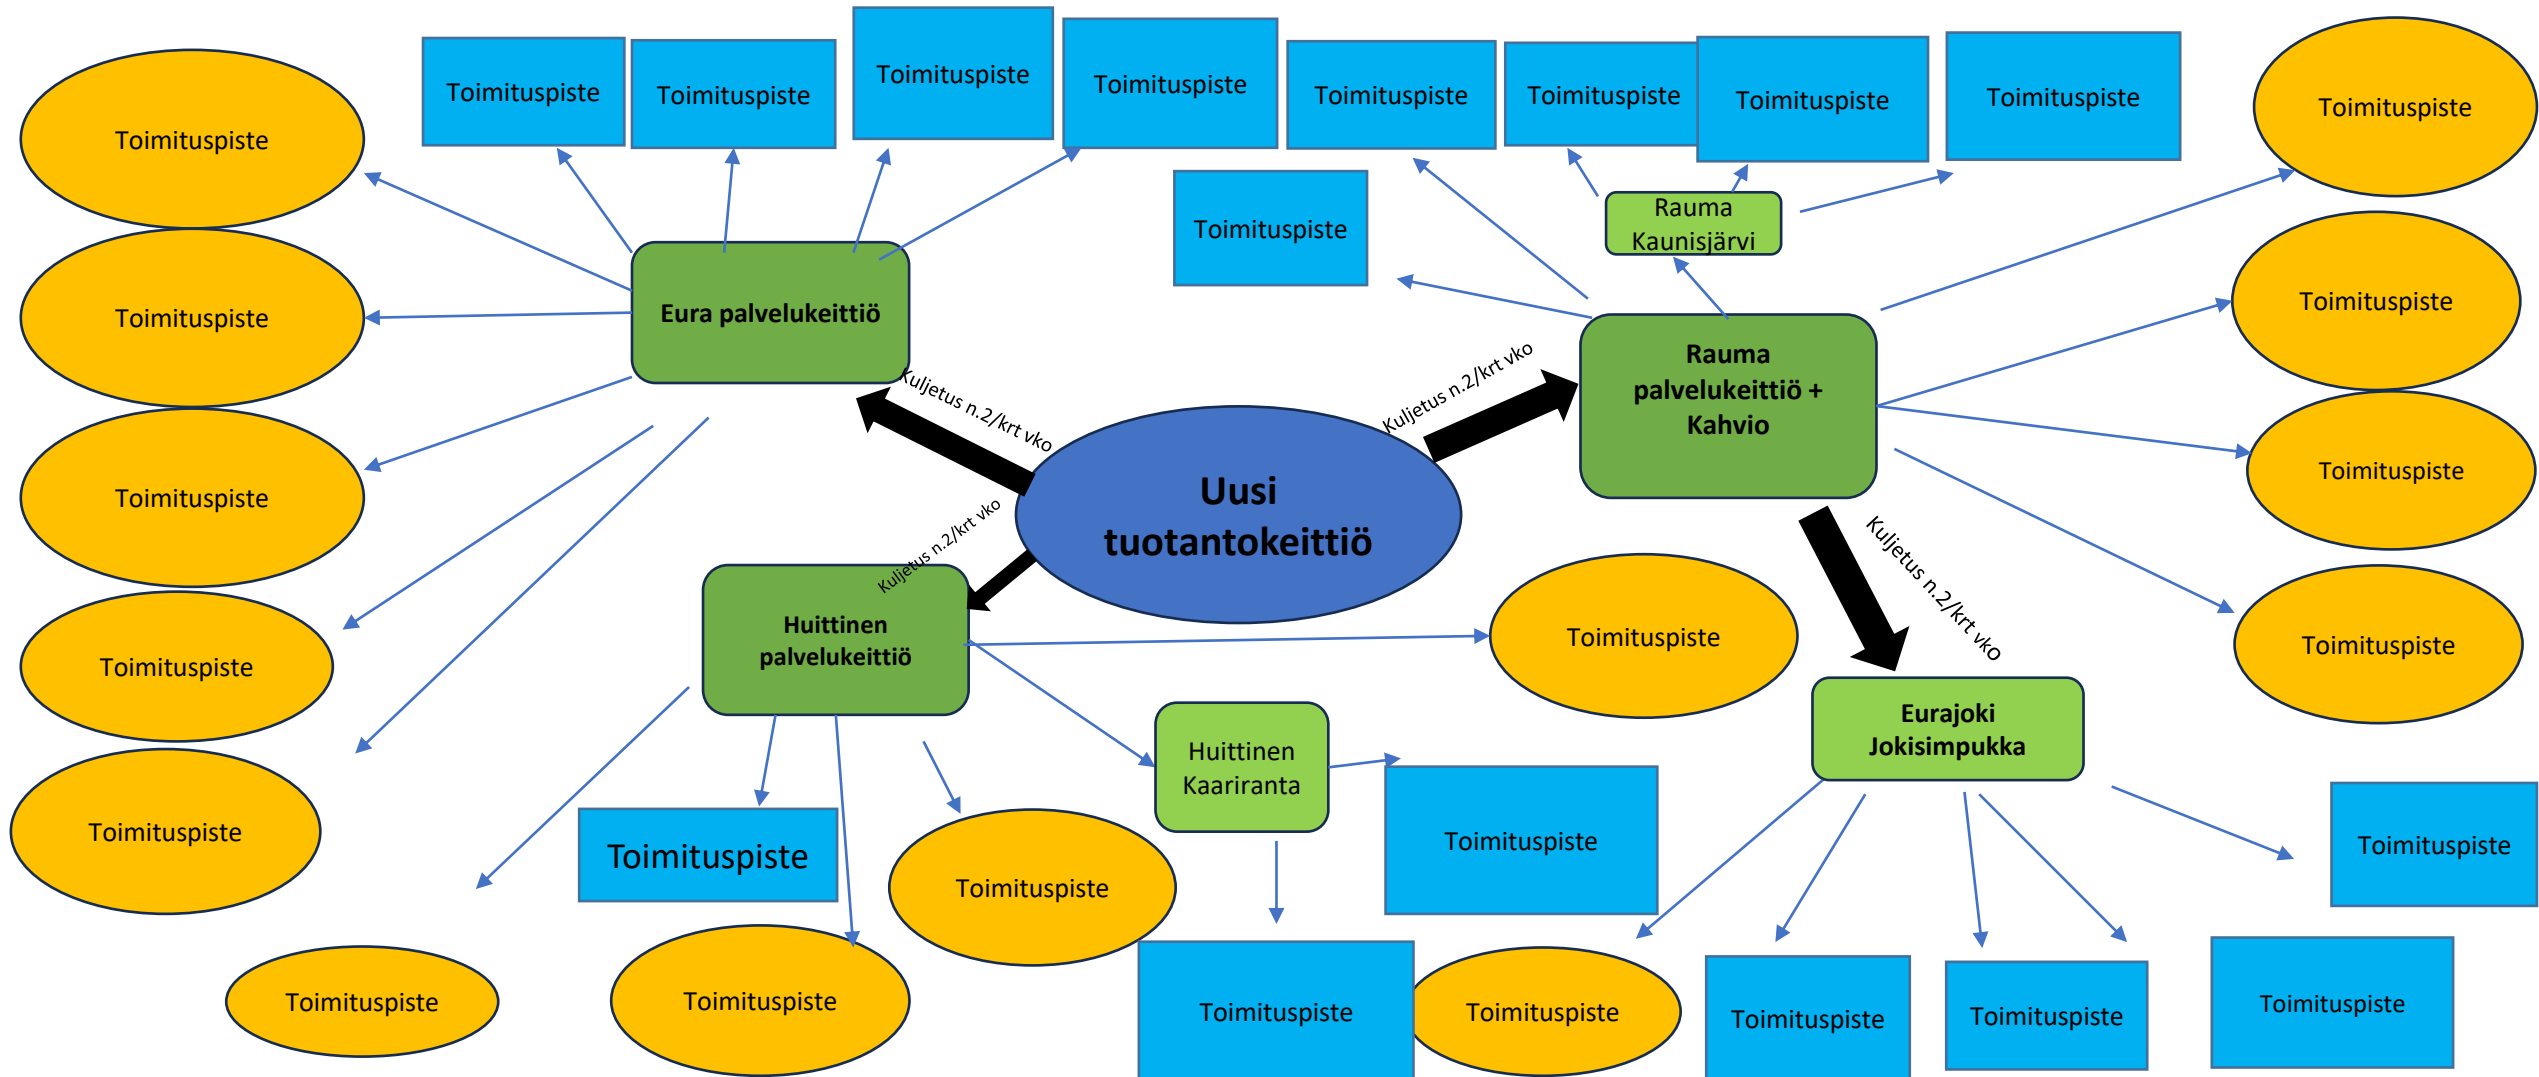 Toimituspiste
Toimituspiste
Toimituspiste
Toimituspiste
Toimituspiste
Toimituspiste
Toimituspiste
Toimituspiste
Toimituspiste
Toimituspiste
Toimituspiste
Rauma
Kaunisjärvi
Toimituspiste
Toimituspiste
Eura palvelukeittiö
Toimituspiste
Kuljetus n.2/krt vko
Kuljetus n.2/krt vko
Rauma
palvelukeittiö +
Kahvio
Toimituspiste
Uusi
tuotantokeittiö
Toimituspiste
Kuljetus n.2/krt vko
Kuljetus n.2/krt vko
Toimituspiste
Huittinen
palvelukeittiö
Toimituspiste
Toimituspiste
Eurajoki
Jokisimpukka
Huittinen
Kaariranta
Toimituspiste
Toimituspiste
Toimituspiste
Toimituspiste
Toimituspiste
Toimituspiste
Toimituspiste
Toimituspiste
Toimituspiste
Toimituspiste
Toimituspiste
Toimituspiste